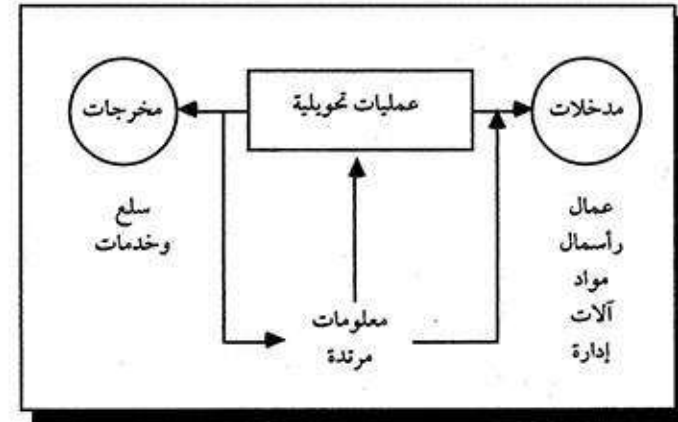 مدخلات
عمليات تحويلية
مخرجات
عمال
رأسمال
مواد
آلات
إدارة
سلع
وخدمات
معلومات
مرتدة